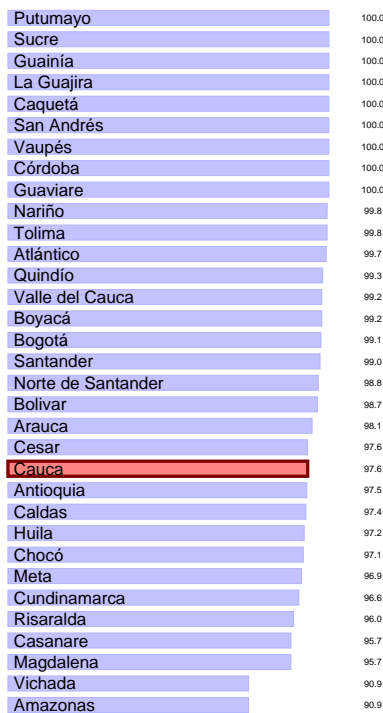 Putumayo 100.0
Sucre 100.0
Guainía 100.0
La Guajira 100.0
Caquetá 100.0
San Andrés 100.0
Vaupés 100.0
Córdoba 100.0
Guaviare 100.0
Nariño 99.8
Tolima 99.8
Atlántico 99.7
Quindío 99.3
Valle del Cauca 99.2
Boyacá 99.2
Bogotá 99.1
Santander 99.0
Norte de Santander 98.8
Bolivar 98.7
Arauca 98.1
Cesar 97.6
Cauca 97.6
Antioquia 97.5
Caldas 97.4
Huila 97.2
Chocó 97.1
Meta 96.9
Cundinamarca 96.6
Risaralda 96.0
Casanare 95.7
Magdalena 95.7
Vichada 90.9
Amazonas 90.9